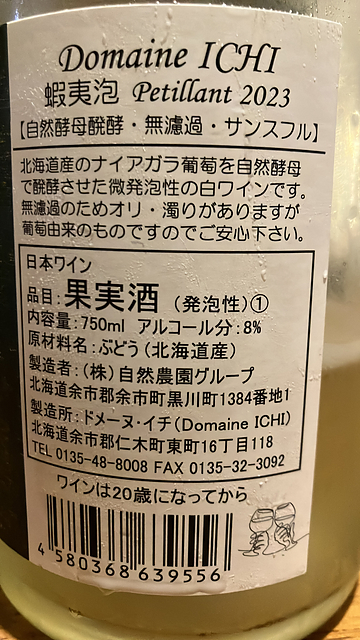 Domaine ICHI
蝦夷泡 Petillant 2023
【自然酵母醗酵・無濾過・サンスフル】
北海道産のナイアガラ葡萄を自然酵母
で醗酵させた微発泡性の白ワインです。
無濾過のためオリ・濁りがありますが
葡萄由来のものですのでご安心下さい。
日本ワイン
品目:果実酒(発泡性)①
内容量:750ml アルコール分:8%
原材料名:ぶどう(北海道産)
製造者:(株)自然農園グループ
北海道余市郡余市町黒川町1384番地1
製造所:ドメーヌ・イチ(Domaine ICHI)
北海道余市郡仁木町東町16丁目118
TEL 0135-48-8008 FAX 0135-32-3092
ワインは20歳になってから
4 580368 639556